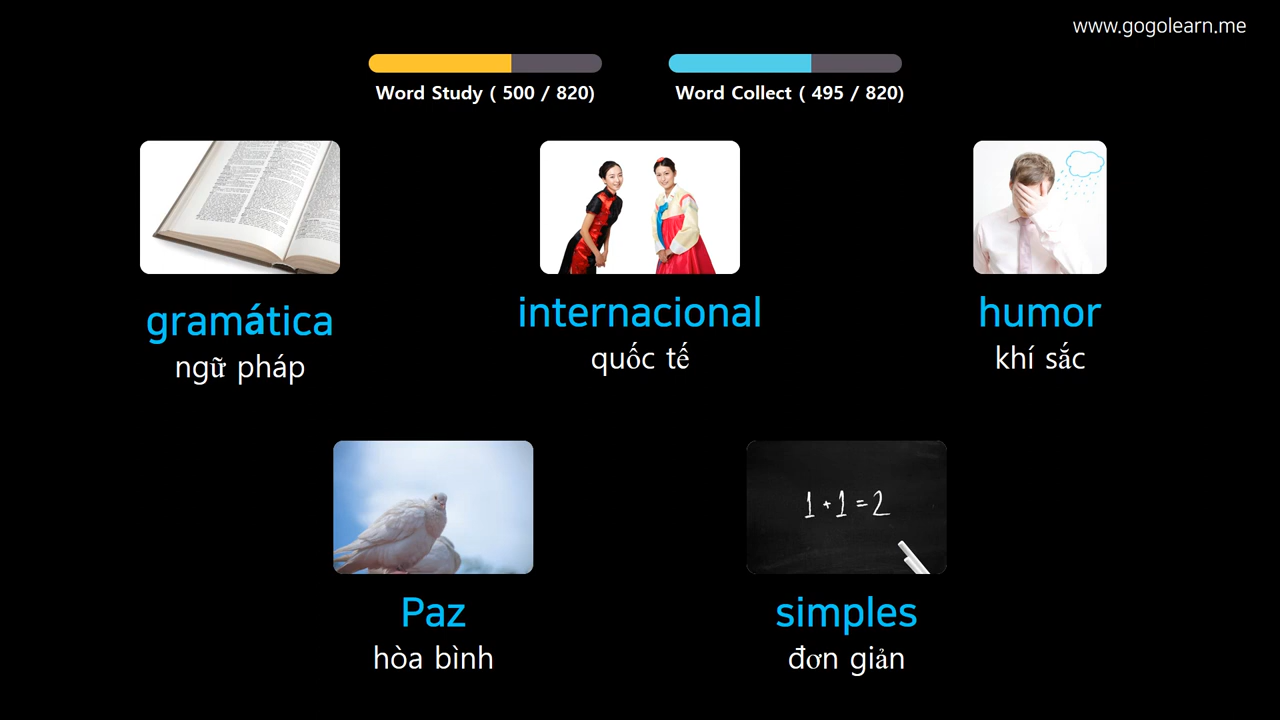 www.gogolearn.me
Word Study ( 500 / 820)
Word Collect ( 495 / 820)
gramática
ngữ pháp
internacional
quốc tế
humor
khí sắc
1 + 1 = 2
Paz
hòa bình
simples
đơn giản